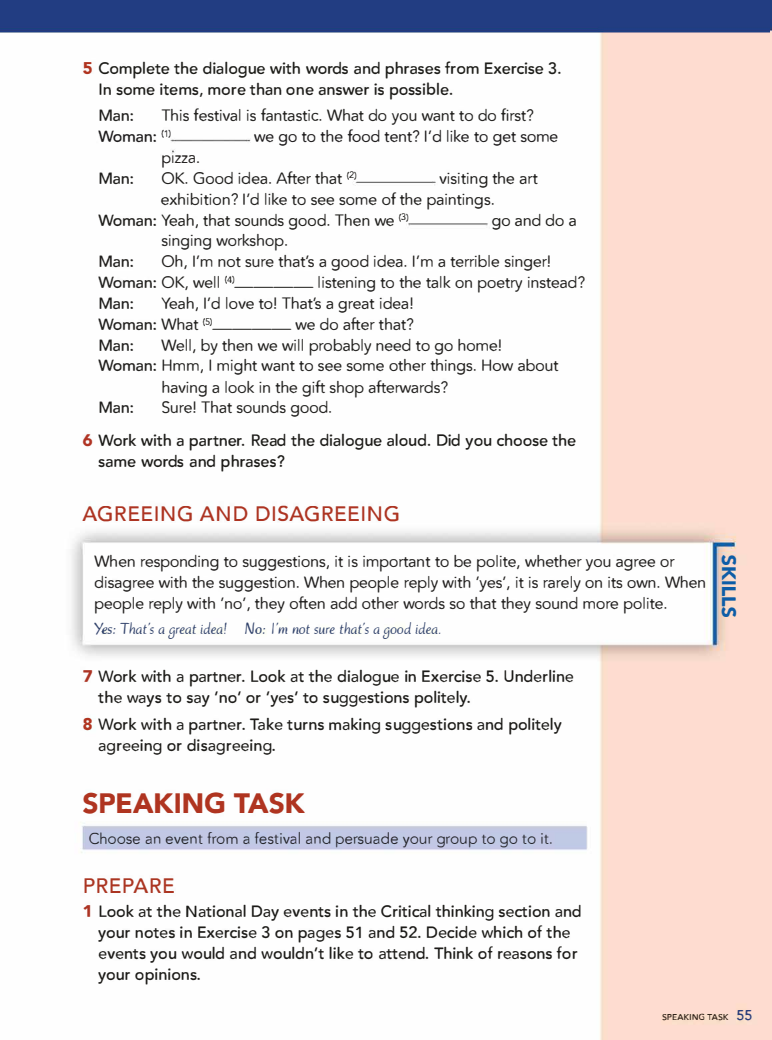 5 Complete the dialogue with words and phrases from Exercise 3.
In some items, more than one answer is possible.
Man: This festival is fantastic. What do you want to do first?
Woman: (1)__________ we go to the food tent? I'd like to get some
pizza.
Man: OK. Good idea. After that (2)__________ visiting the art
exhibition? I'd like to see some of the paintings.
Woman: Yeah, that sounds good. Then we (3)__________ go and do a
singing workshop.
Man: Oh, I'm not sure that's a good idea. I'm a terrible singer!
Woman: OK, well (4)__________ listening to the talk on poetry instead?
Man: Yeah, I'd love to! That's a great idea!
Woman: What (5)__________ we do after that?
Man: Well, by then we will probably need to go home!
Woman: Hmm, I might want to see some other things. How about
having a look in the gift shop afterwards?
Man: Sure! That sounds good.
6 Work with a partner. Read the dialogue aloud. Did you choose the
same words and phrases?
AGREEING AND DISAGREEING
When responding to suggestions, it is important to be polite, whether you agree or
disagree with the suggestion. When people reply with 'yes', it is rarely on its own. When
people reply with 'no', they often add other words so that they sound more polite.
Yes: That's a great idea! No: I'm not sure that's a good idea.
SKILLS
7 Work with a partner. Look at the dialogue in Exercise 5. Underline
the ways to say 'no' or 'yes' to suggestions politely.
8 Work with a partner. Take turns making suggestions and politely
agreeing or disagreeing.
SPEAKING TASK
Choose an event from a festival and persuade your group to go to it.
PREPARE
1 Look at the National Day events in the Critical thinking section and
your notes in Exercise 3 on pages 51 and 52. Decide which of the
events you would and wouldn't like to attend. Think of reasons for
your opinions.
SPEAKING TASK 55